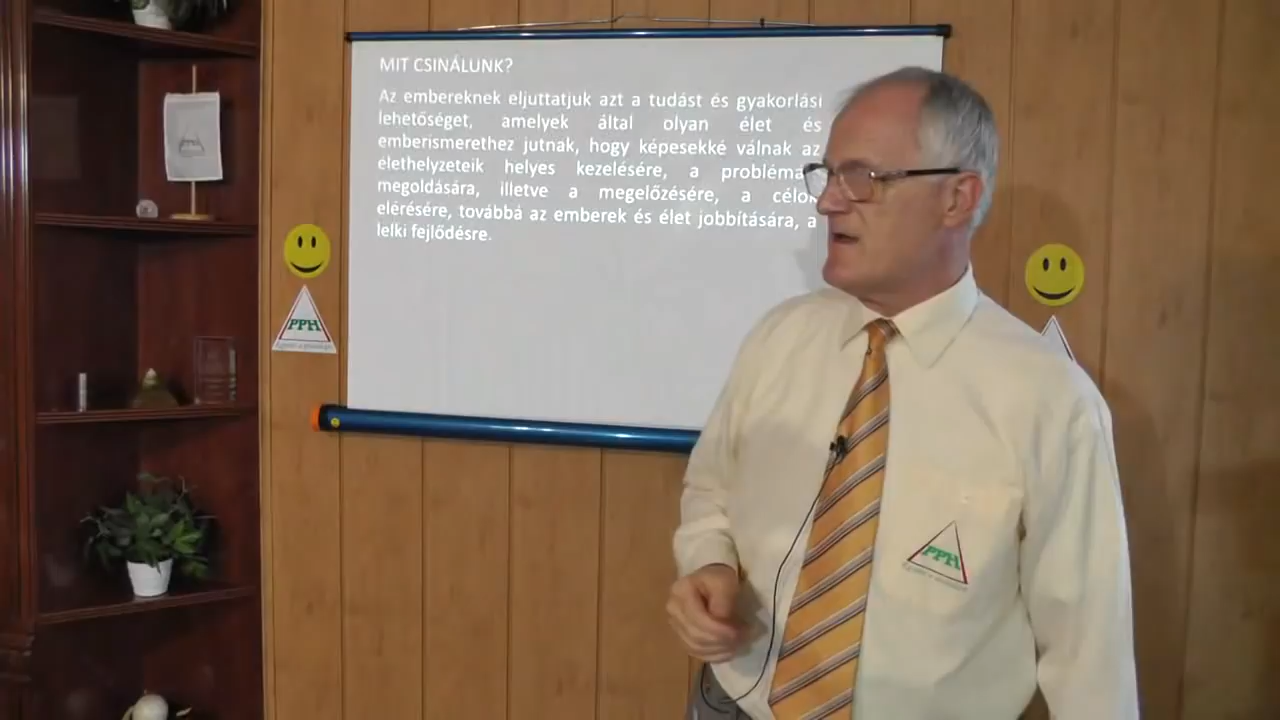 MIT CSINÁLUNK?
Az embereknek eljuttatjuk azt a tudást és gyakorlási
lehetőséget, amelyek által olyan élet és
emberismerethez jutnak, hogy képesekké válnak az
élethelyzeteik helyes kezelésére, a probléma
megoldására, illetve a megelőzésére, a célok
elérésére, továbbá az emberek és élet jobbítására, a
lelki fejlődésre.
PPH
PPH